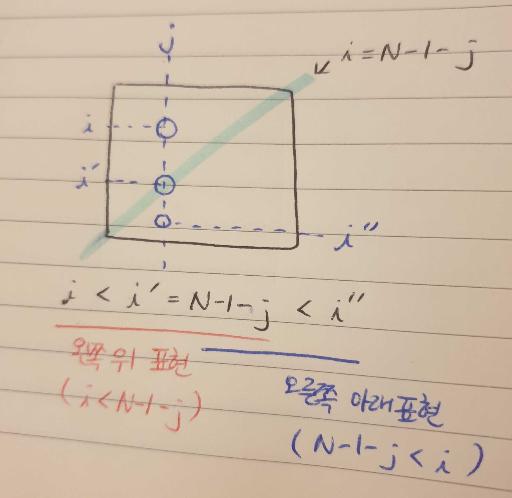 j
i = N-1-j
i
i′
i″
i < i′ = N-1-j < i″
왼쪽 위 표현
(i < N-1-j)
오른쪽 아래 표현
(N-1-j < i)